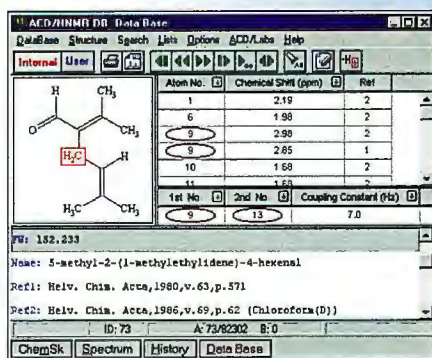 ACD/HNMR DB - Data Base
DataBase Structure Search Lists Options ACD/Labs Help
Internal User
Atom No. Chemical Shift (ppm) Ref
1 2.19 2
6 1.98 2
9 2.98 2
9 2.85 1
10 1.68 2
11 1.68 2
1st No 2nd No Coupling Constant (Hz)
9 13 7.0
H CH₃
O CH₃
H₂C H
H₃C CH₃
FW: 152.233
Name: 5-methyl-2-(1-methylethylidene)-4-hexenal
Ref1: Helv. Chim. Acta,1980,v.63,p.571
Ref2: Helv. Chim. Acta,1986,v.69,p.62 (Chloroform(D))
ID: 73 A: 73/82302 B: 0
ChemSk Spectrum History Data Base